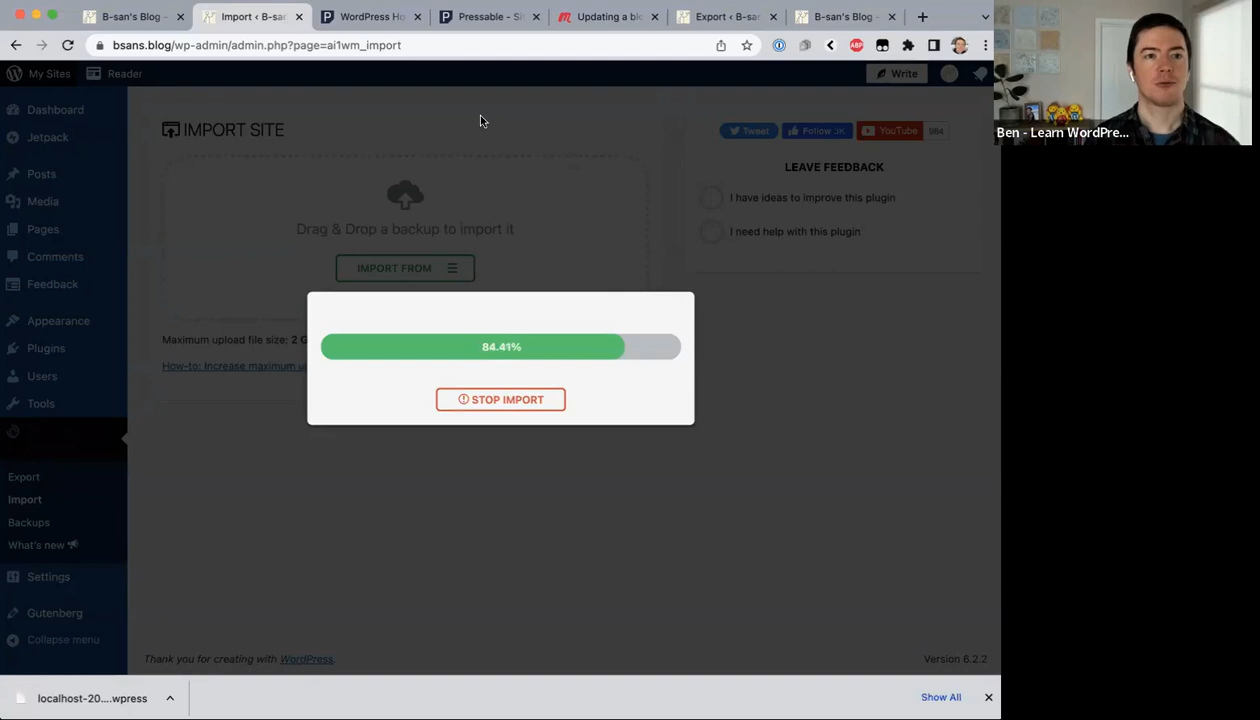 B-san's Blog -
Import < B-san
WordPress Ho
Pressable - Sit
Updating a blo
Export < B-sa
B-san's Blog -
bsans.blog/wp-admin/admin.php?page=ai1wm_import
My Sites
Reader
Write
Dashboard
Jetpack
Posts
Media
Pages
Comments
Feedback
Appearance
Plugins
Users
Tools
Export
Import
Backups
What's new
Settings
Gutenberg
Collapse menu
IMPORT SITE
Drag & Drop a backup to import it
IMPORT FROM
Maximum upload file size: 2 G
How-to: Increase maximum u
84.41%
STOP IMPORT
Tweet
Follow
YouTube
984
LEAVE FEEDBACK
I have ideas to improve this plugin
I need help with this plugin
Thank you for creating with WordPress.
Version 6.2.2
localhost-20....wpress
Show All
Ben - Learn WordPre...